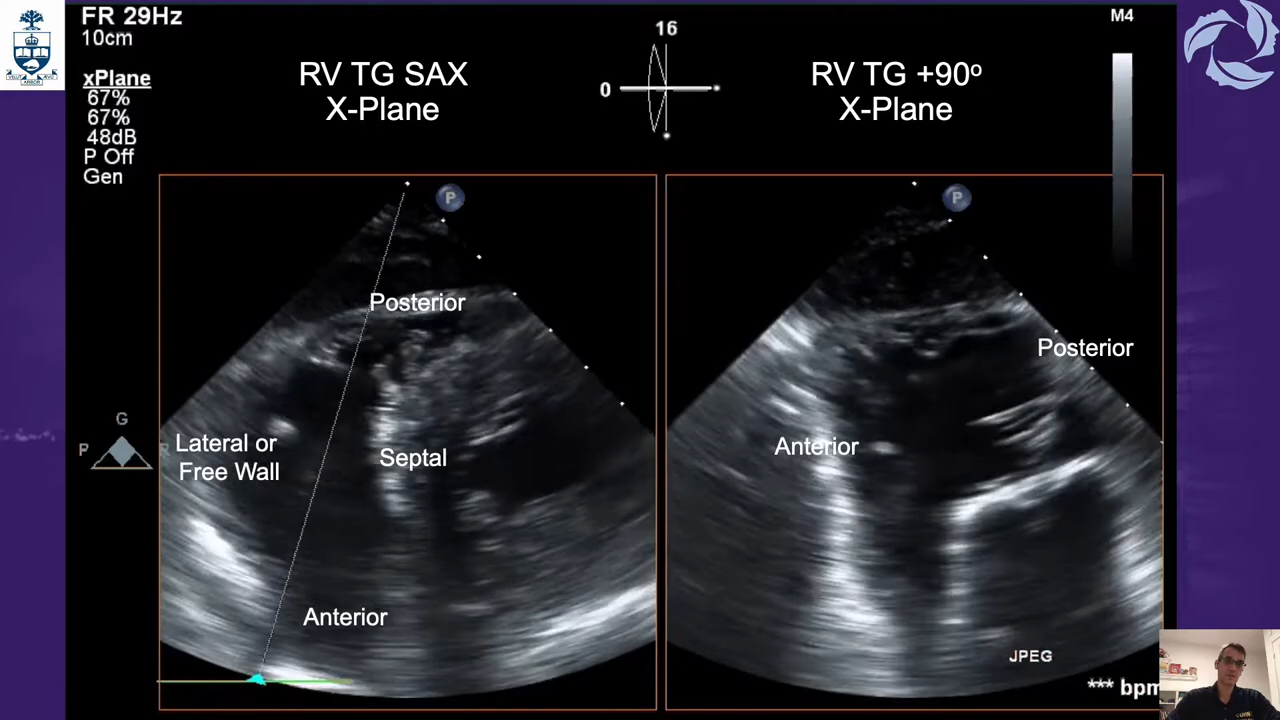 FR 29Hz
10cm
xPlane
67%
67%
48dB
P Off
Gen
RV TG SAX
X-Plane
16
0
RV TG +90º
X-Plane
M4
P
P
Posterior
Lateral or
Free Wall
Septal
Anterior
Posterior
Anterior
G
P
R
JPEG
*** bpm